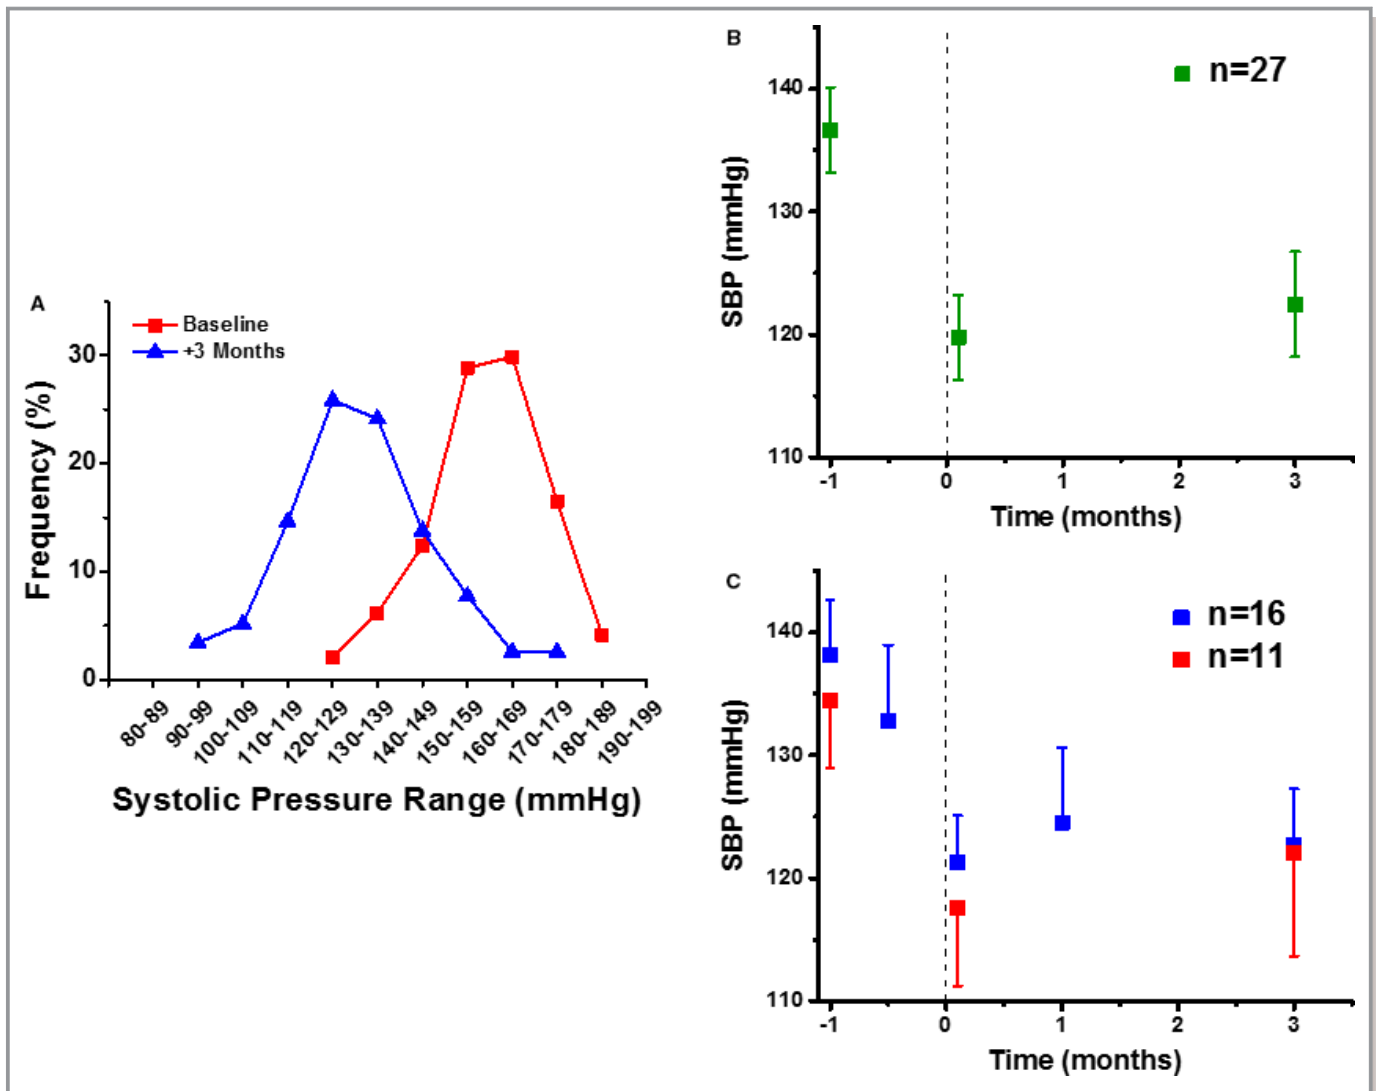 A
Baseline
+3 Months
30
20
10
0
Frequency (%)
80-89
90-99
100-109
110-119
120-129
130-139
140-149
150-159
160-169
170-179
180-189
190-199
Systolic Pressure Range (mmHg)
B
n=27
140
130
120
110
SBP (mmHg)
-1 0 1 2 3
Time (months)
C
n=16
n=11
140
130
120
110
SBP (mmHg)
-1 0 1 2 3
Time (months)